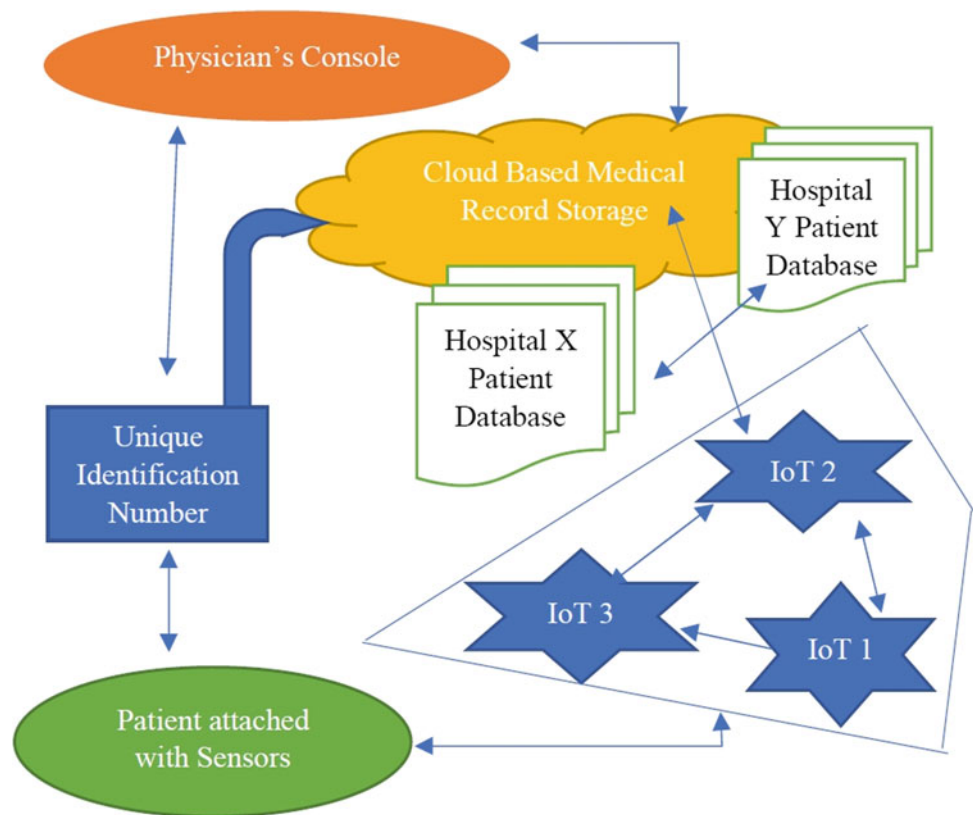 Physician’s Console
Cloud Based Medical
Record Storage
Hospital
Y Patient
Database
Hospital X
Patient
Database
Unique
Identification
Number
IoT 2
IoT 3
IoT 1
Patient attached
with Sensors